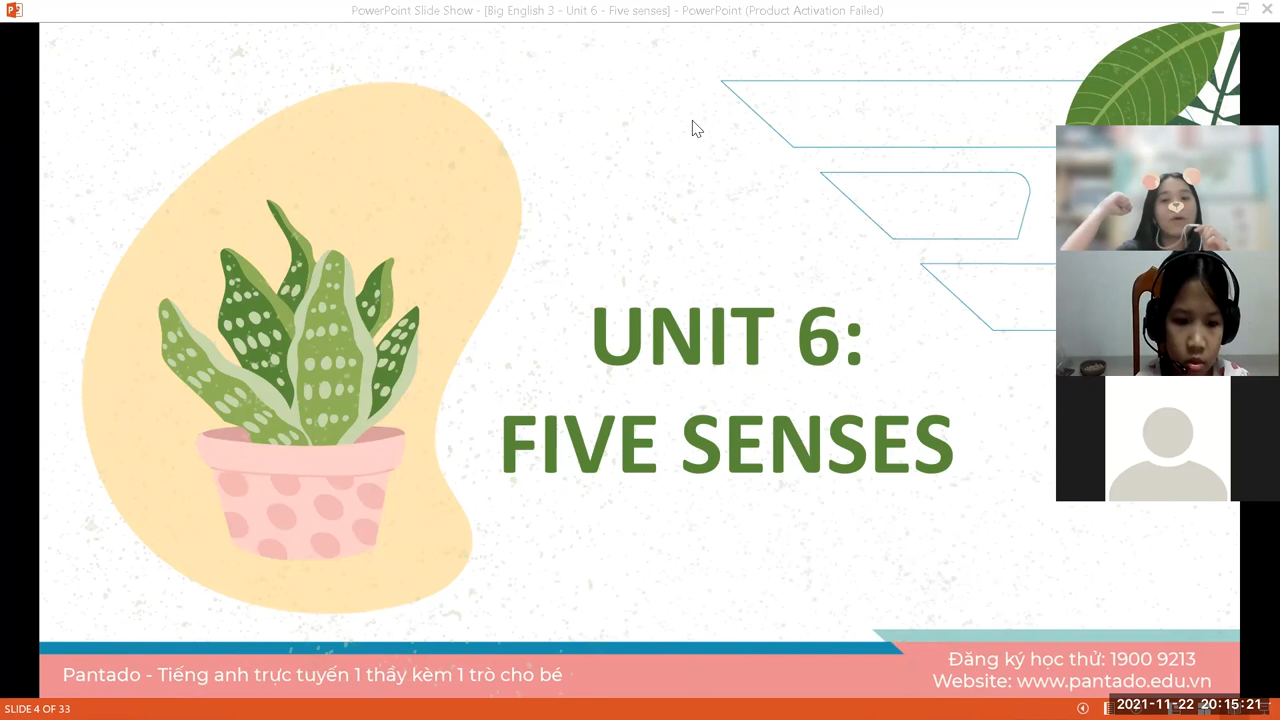 PowerPoint Slide Show - [Big English 3 - Unit 6 - Five senses] - PowerPoint (Product Activation Failed)
UNIT 6:
FIVE SENSES
Pantado - Tiếng anh trực tuyến 1 thầy kèm 1 trò cho bé
Đăng ký học thử: 1900 9213
Website: www.pantado.edu.vn
SLIDE 4 OF 33
2021-11-22 20:15:21